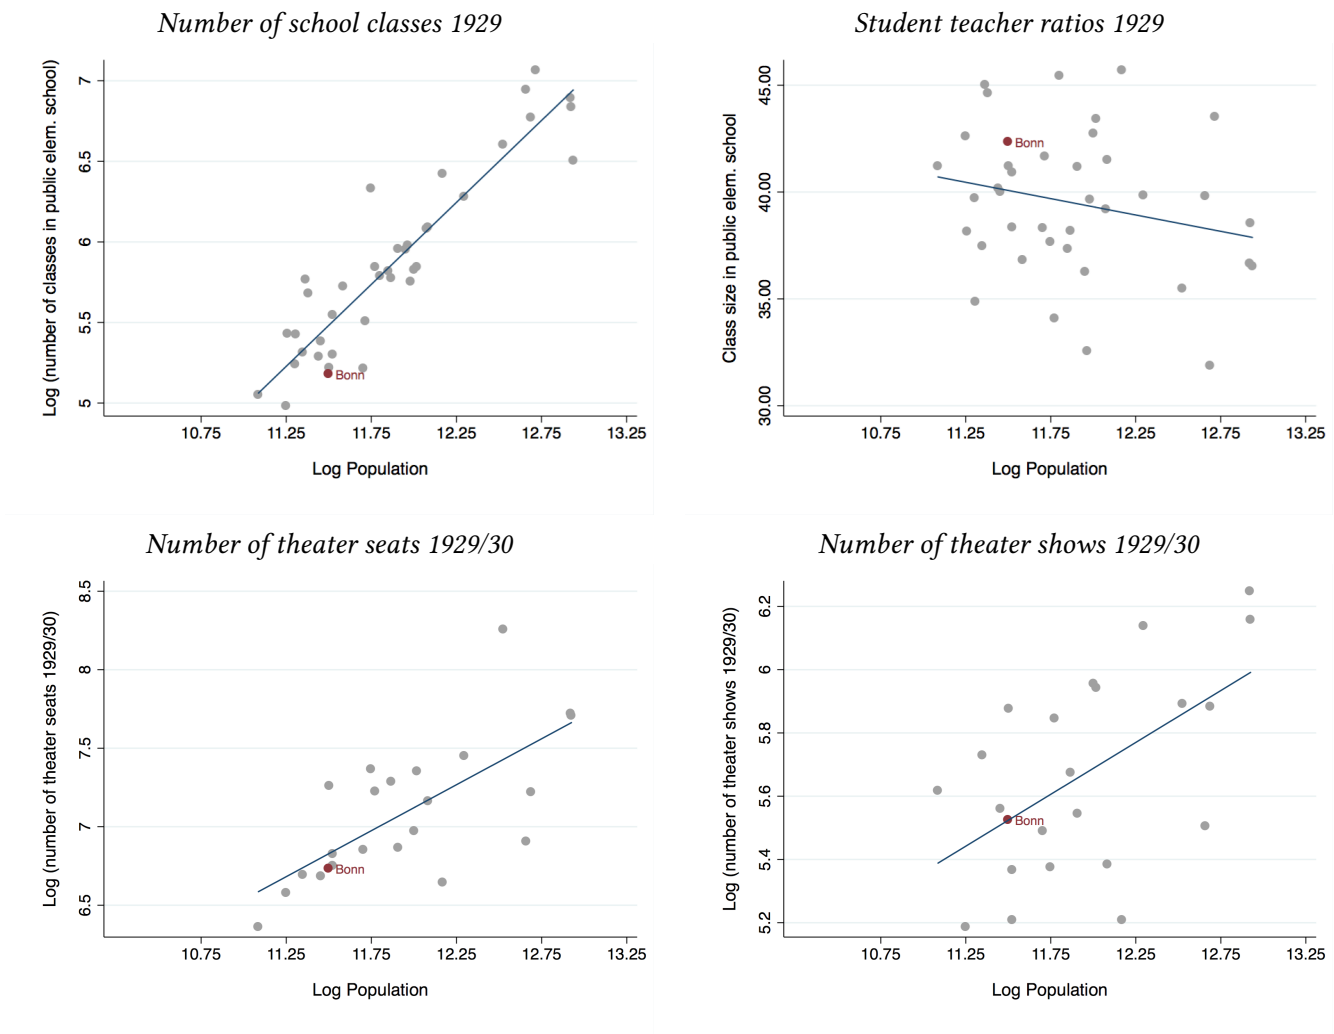 Number of school classes 1929
Log (number of classes in public elem. school)
7
6.5
6
5.5
5
Bonn
10.75 11.25 11.75 12.25 12.75 13.25
Log Population
Student teacher ratios 1929
Class size in public elem. school
45.00
40.00
35.00
30.00
Bonn
10.75 11.25 11.75 12.25 12.75 13.25
Log Population
Number of theater seats 1929/30
Log (number of theater seats 1929/30)
8.5
8
7.5
7
6.5
Bonn
10.75 11.25 11.75 12.25 12.75 13.25
Log Population
Number of theater shows 1929/30
Log (number of theater shows 1929/30)
6.2
6
5.8
5.6
5.4
5.2
Bonn
10.75 11.25 11.75 12.25 12.75 13.25
Log Population